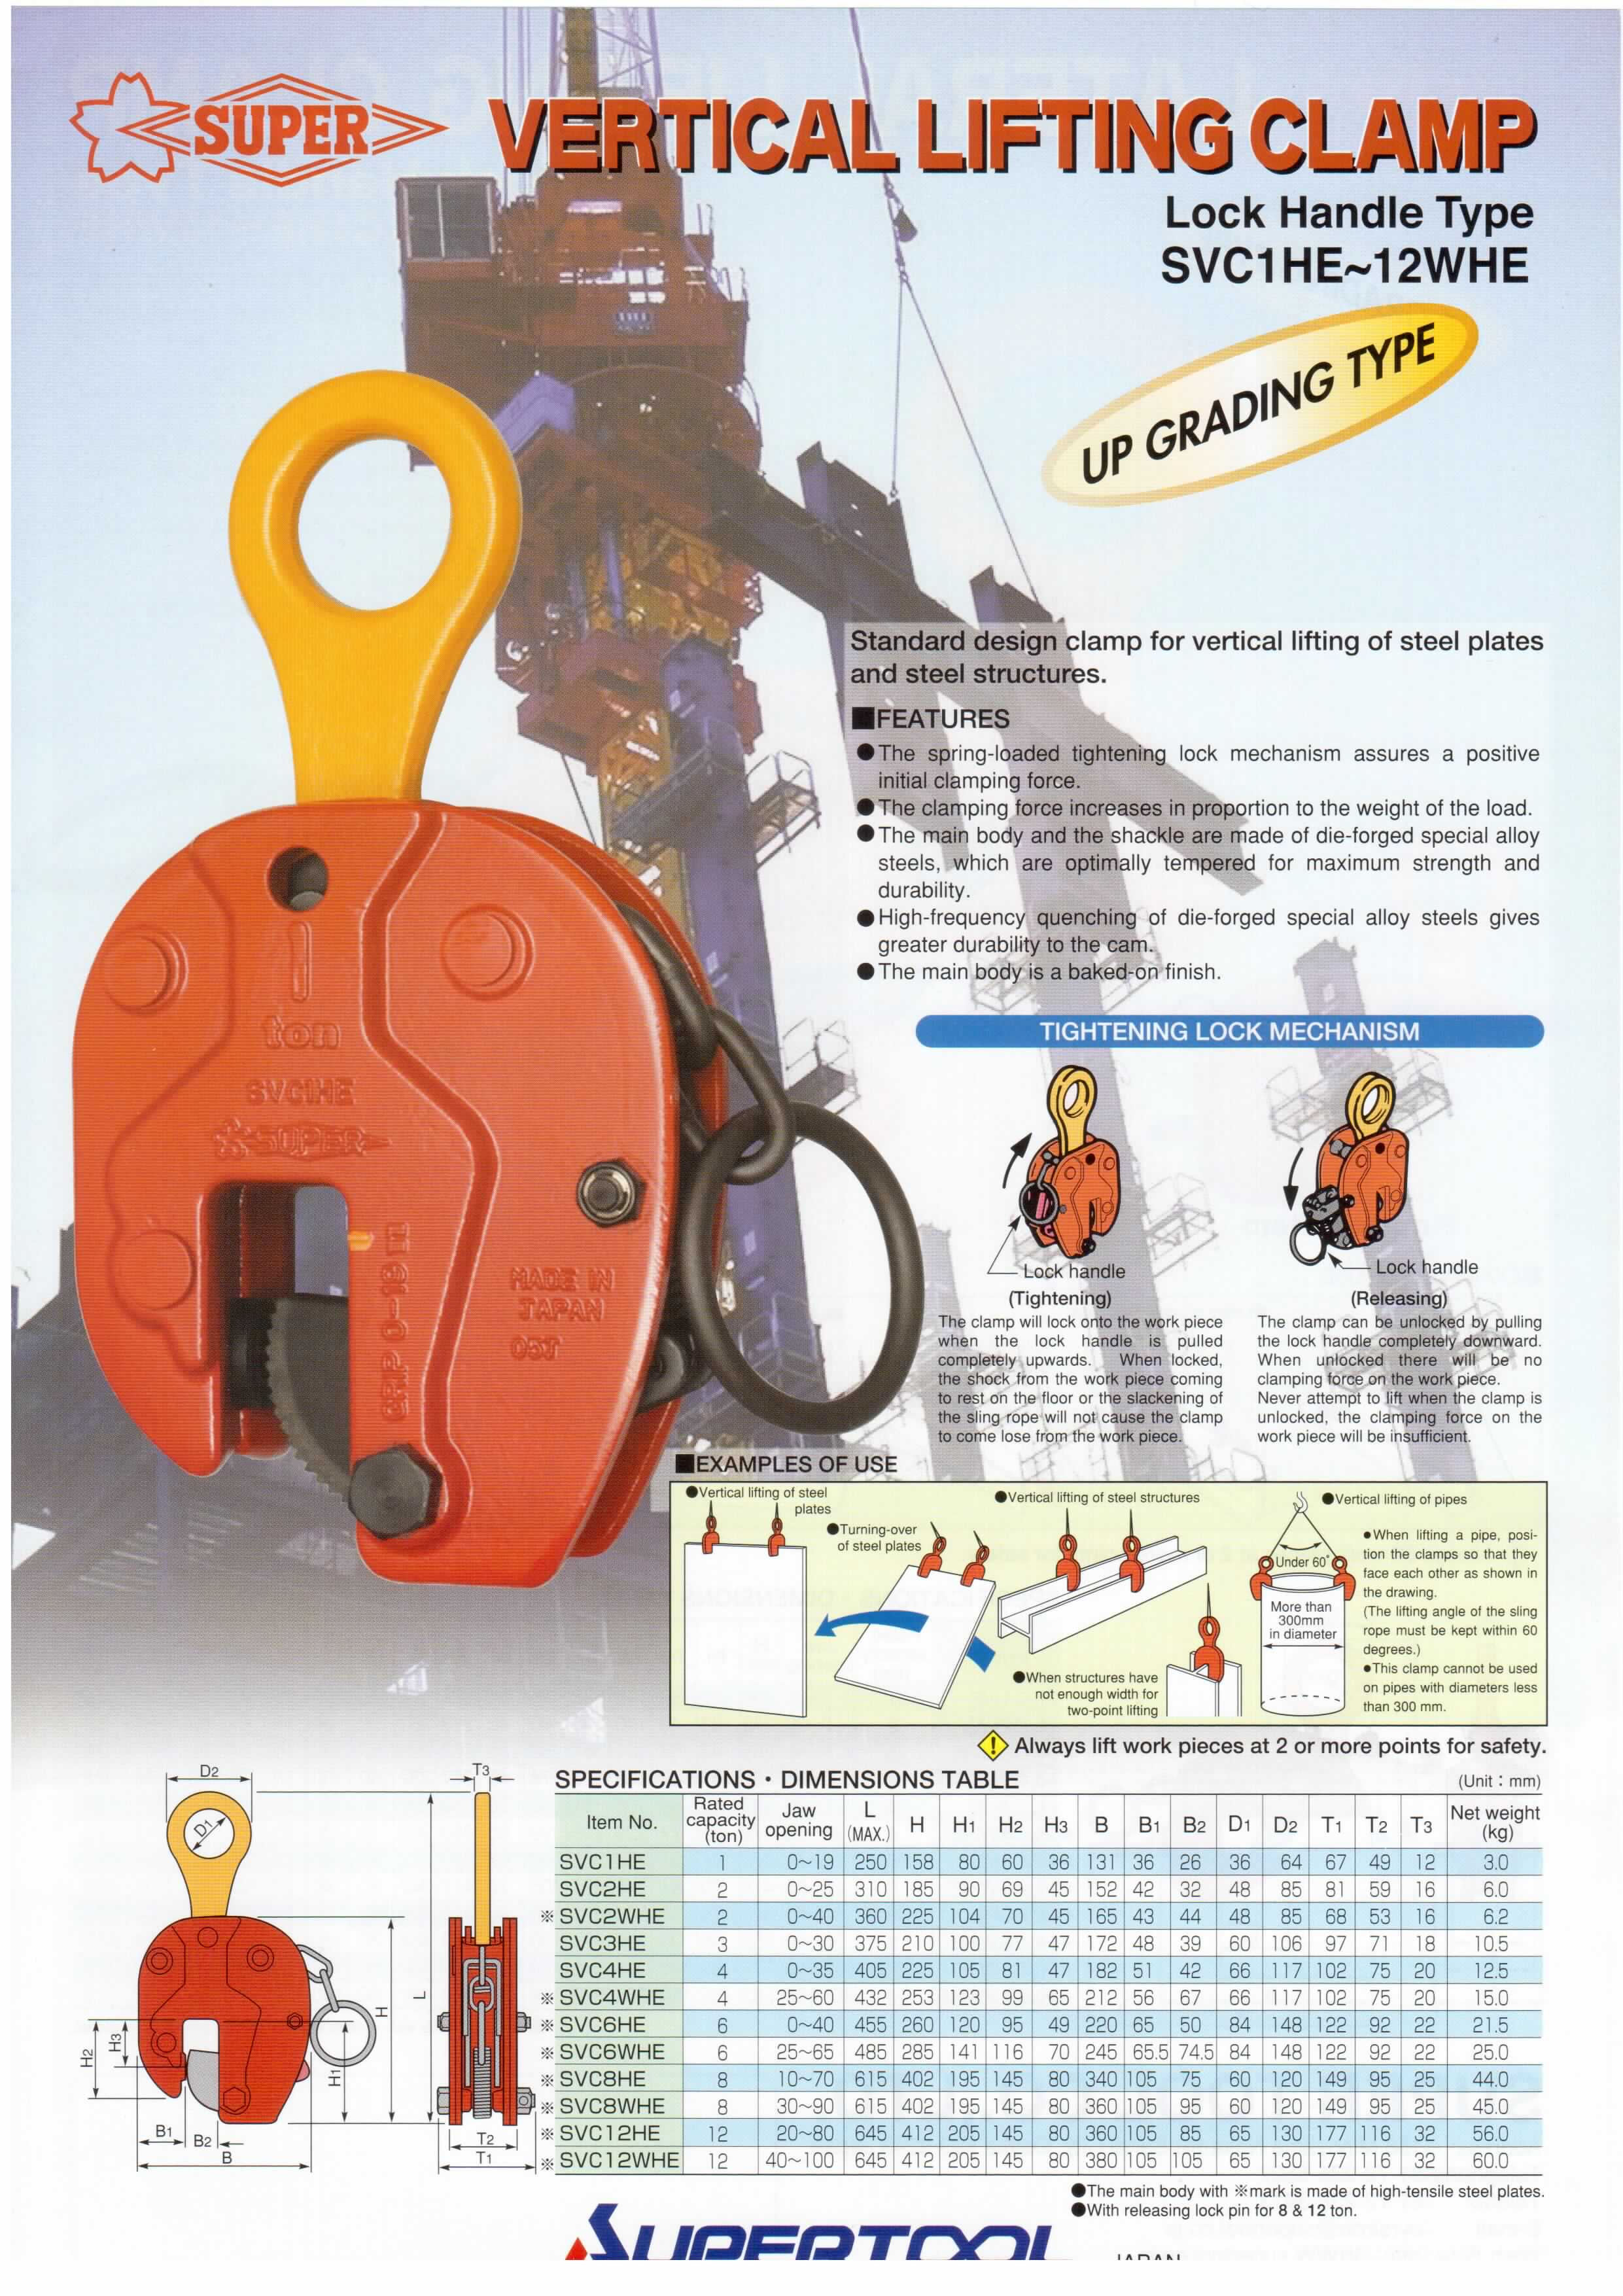 SUPER
VERTICAL LIFTING CLAMP
Lock Handle Type
SVC1HE~12WHE
UP GRADING TYPE
Standard design clamp for vertical lifting of steel plates
and steel structures.
■FEATURES
●The spring-loaded tightening lock mechanism assures a positive
initial clamping force.
●The clamping force increases in proportion to the weight of the load.
●The main body and the shackle are made of die-forged special alloy
steels, which are optimally tempered for maximum strength and
durability.
●High-frequency quenching of die-forged special alloy steels gives
greater durability to the cam.
●The main body is a baked-on finish.
1
ton
SVC1HE
SUPER
MADE IN
JAPAN
GRIP 0-19 m
TIGHTENING LOCK MECHANISM
Lock handle
(Tightening)
The clamp will lock onto the work piece
when the lock handle is pulled
completely upwards. When locked,
the shock from the work piece coming
to rest on the floor or the slackening of
the sling rope will not cause the clamp
to come lose from the work piece.
Lock handle
(Releasing)
The clamp can be unlocked by pulling
the lock handle completely downward.
When unlocked there will be no
clamping force on the work piece.
Never attempt to lift when the clamp is
unlocked, the clamping force on the
work piece will be insufficient.
■EXAMPLES OF USE
●Vertical lifting of steel
plates
●Turning-over
of steel plates
●Vertical lifting of steel structures
●When structures have
not enough width for
two-point lifting
●Vertical lifting of pipes
Under 60°
More than
300mm
in diameter
●When lifting a pipe, posi-
tion the clamps so that they
face each other as shown in
the drawing.
(The lifting angle of the sling
rope must be kept within 60
degrees.)
●This clamp cannot be used
on pipes with diameters less
than 300 mm.
! Always lift work pieces at 2 or more points for safety.
D2
D1
T3
L
H
H1
H2
H3
B1
B2
B
T2
T1
SPECIFICATIONS・DIMENSIONS TABLE
(Unit : mm)
Item No. Rated capacity (ton) Jaw opening L (MAX.) H H1 H2 H3 B B1 B2 D1 D2 T1 T2 T3 Net weight (kg)
SVC1HE 1 0~19 250 158 80 60 36 131 36 26 36 64 67 49 12 3.0
SVC2HE 2 0~25 310 185 90 69 45 152 42 32 48 85 81 59 16 6.0
※ SVC2WHE 2 0~40 360 225 104 70 45 165 43 44 48 85 68 53 16 6.2
SVC3HE 3 0~30 375 210 100 77 47 172 48 39 60 106 97 71 18 10.5
SVC4HE 4 0~35 405 225 105 81 47 182 51 42 66 117 102 75 20 12.5
※ SVC4WHE 4 25~60 432 253 123 99 65 212 56 67 66 117 102 75 20 15.0
※ SVC6HE 6 0~40 455 260 120 95 49 220 65 50 84 148 122 92 22 21.5
※ SVC6WHE 6 25~65 485 285 141 116 70 245 65.5 74.5 84 148 122 92 22 25.0
※ SVC8HE 8 10~70 615 402 195 145 80 340 105 75 60 120 149 95 25 44.0
※ SVC8WHE 8 30~90 615 402 195 145 80 360 105 95 60 120 149 95 25 45.0
※ SVC12HE 12 20~80 645 412 205 145 80 360 105 85 65 130 177 116 32 56.0
※ SVC12WHE 12 40~100 645 412 205 145 80 380 105 105 65 130 177 116 32 60.0
●The main body with ※mark is made of high-tensile steel plates.
●With releasing lock pin for 8 & 12 ton.
SUPERTOOL
JAPAN